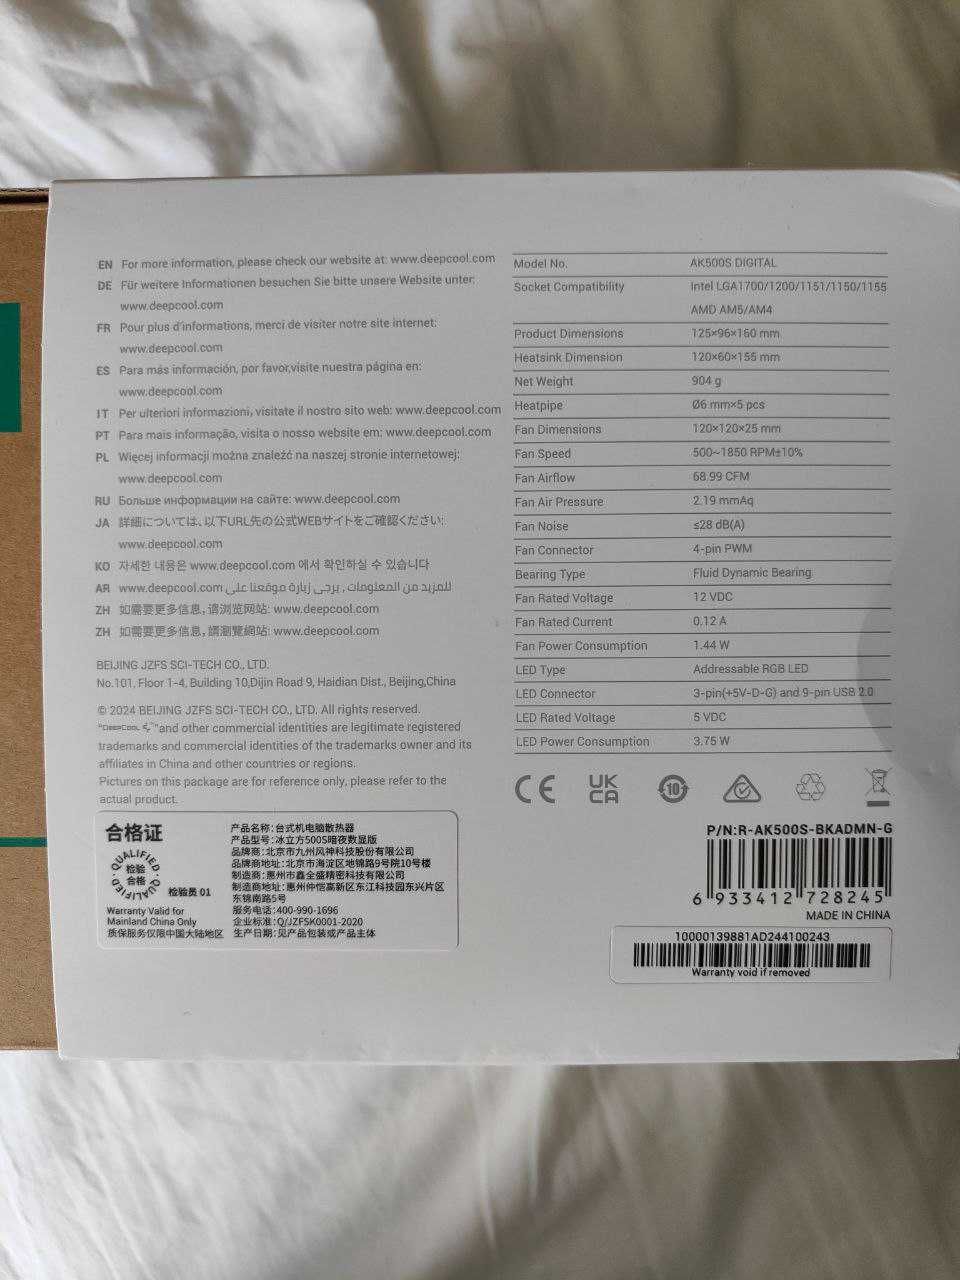 EN For more information, please check our website at: www.deepcool.com
DE Für weitere Informationen besuchen Sie bitte unsere Website unter:
www.deepcool.com
FR Pour plus d'informations, merci de visiter notre site internet:
www.deepcool.com
ES Para más información, por favor,visite nuestra página en:
www.deepcool.com
IT Per ulteriori informazioni, visitate il nostro sito web: www.deepcool.com
PT Para mais informação, visita o nosso website em: www.deepcool.com
PL Więcej informacji można znaleźć na naszej stronie internetowej:
www.deepcool.com
RU Больше информации на сайте: www.deepcool.com
JA 詳細については、以下URL先の公式WEBサイトをご確認ください:
www.deepcool.com
KO 자세한 내용은 www.deepcool.com 에서 확인하실 수 있습니다
AR www.deepcool.com للمزيد من المعلومات , يرجى زيارة موقعنا على
ZH 如需要更多信息，请浏览网站: www.deepcool.com
ZH 如需要更多信息，請瀏覽網站: www.deepcool.com
BEIJING JZFS SCI-TECH CO., LTD.
No.101, Floor 1-4, Building 10,Dijin Road 9, Haidian Dist., Beijing,China
© 2024 BEIJING JZFS SCI-TECH CO., LTD. All rights reserved.
"DEEPCOOL "and other commercial identities are legitimate registered
trademarks and commercial identities of the trademarks owner and its
affiliates in China and other countries or regions.
Pictures on this package are for reference only, please refer to the
actual product.
合格证
QUALIFIED
检验
合格
QUALIFIED
检验员 01
Warranty Valid for
Mainland China Only
质保服务仅限中国大陆地区
产品名称: 台式机电脑散热器
产品型号: 冰立方500S暗夜数显版
品牌商: 北京市九州风神科技股份有限公司
品牌商地址: 北京市海淀区地锦路9号院10号楼
制造商: 惠州市鑫全盛精密科技有限公司
制造商地址: 惠州仲恺高新区东江科技园东兴片区
东锦南路5号
服务电话: 400-990-1696
企业标准: Q/JZFSK0001-2020
生产日期: 见产品包装或产品主体
Model No. AK500S DIGITAL
Socket Compatibility Intel LGA1700/1200/1151/1150/1155
AMD AM5/AM4
Product Dimensions 125×96×160 mm
Heatsink Dimension 120×60×155 mm
Net Weight 904 g
Heatpipe Ø6 mm×5 pcs
Fan Dimensions 120×120×25 mm
Fan Speed 500~1850 RPM±10%
Fan Airflow 68.99 CFM
Fan Air Pressure 2.19 mmAq
Fan Noise ≤28 dB(A)
Fan Connector 4-pin PWM
Bearing Type Fluid Dynamic Bearing
Fan Rated Voltage 12 VDC
Fan Rated Current 0.12 A
Fan Power Consumption 1.44 W
LED Type Addressable RGB LED
LED Connector 3-pin(+5V-D-G) and 9-pin USB 2.0
LED Rated Voltage 5 VDC
LED Power Consumption 3.75 W
CE UK CA 10
P/N:R-AK500S-BKADMN-G
6 933412 728245
MADE IN CHINA
10000139881AD244100243
Warranty void if removed